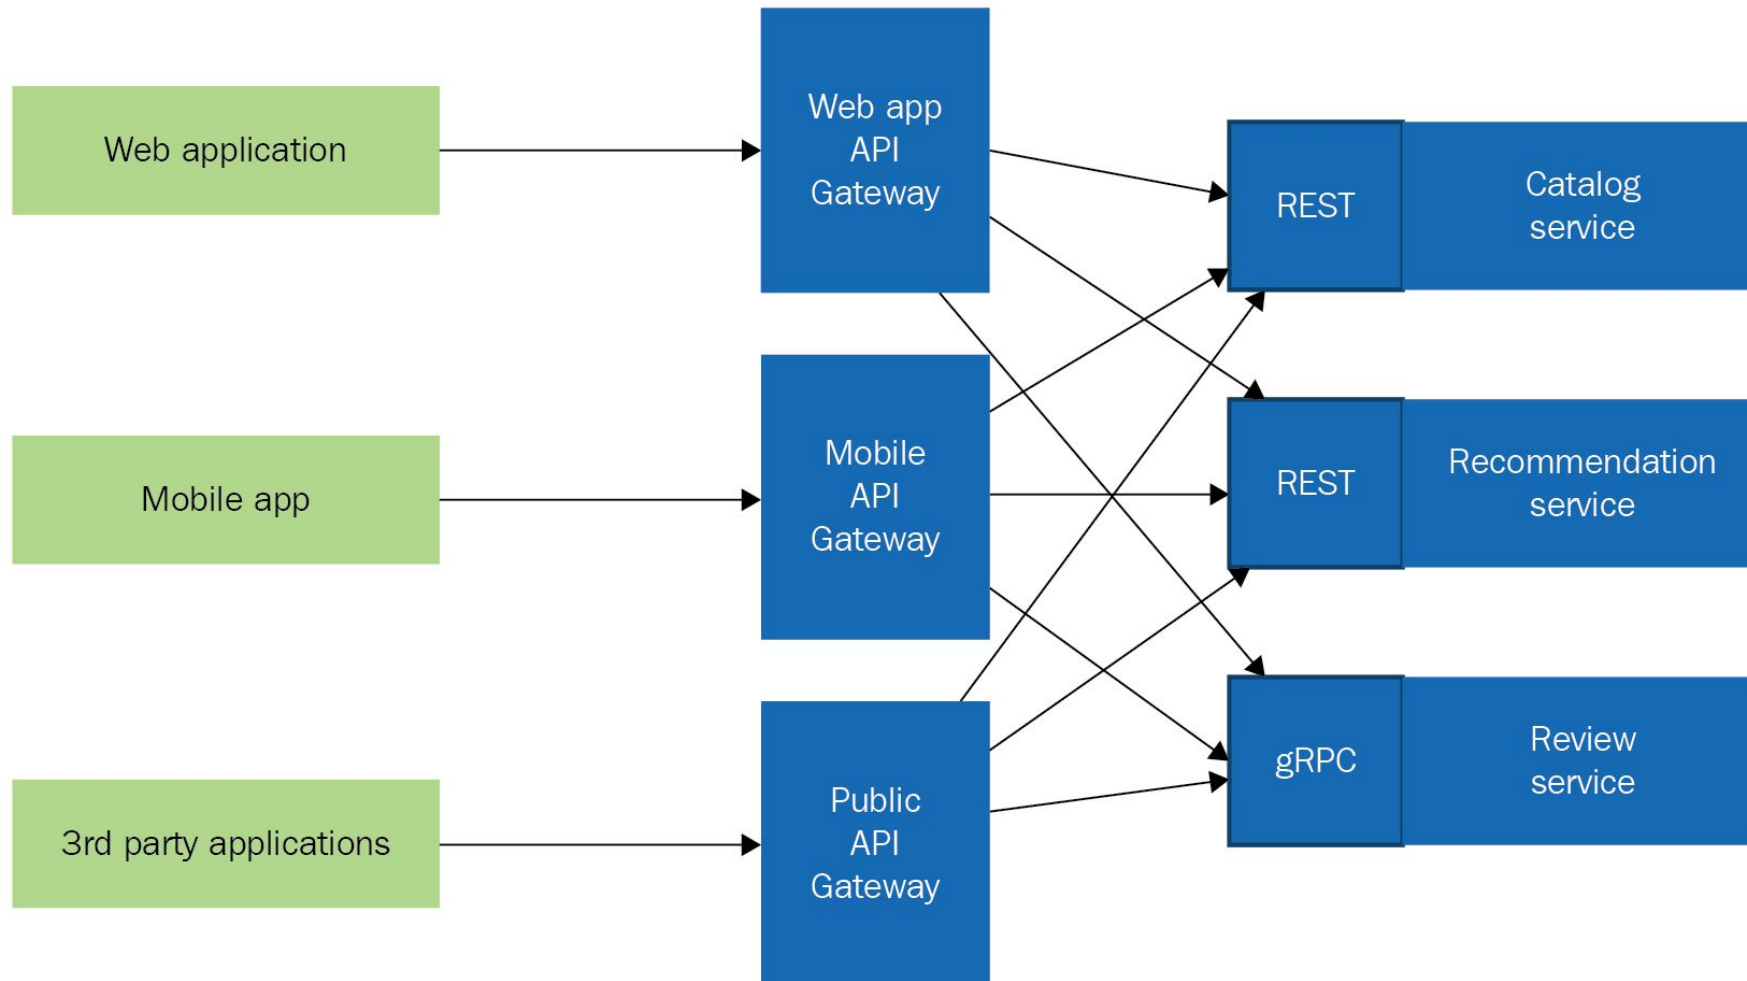 Web application
Web app
API
Gateway
REST
Catalog
service
Mobile app
Mobile
API
Gateway
REST
Recommendation
service
3rd party applications
Public
API
Gateway
gRPC
Review
service